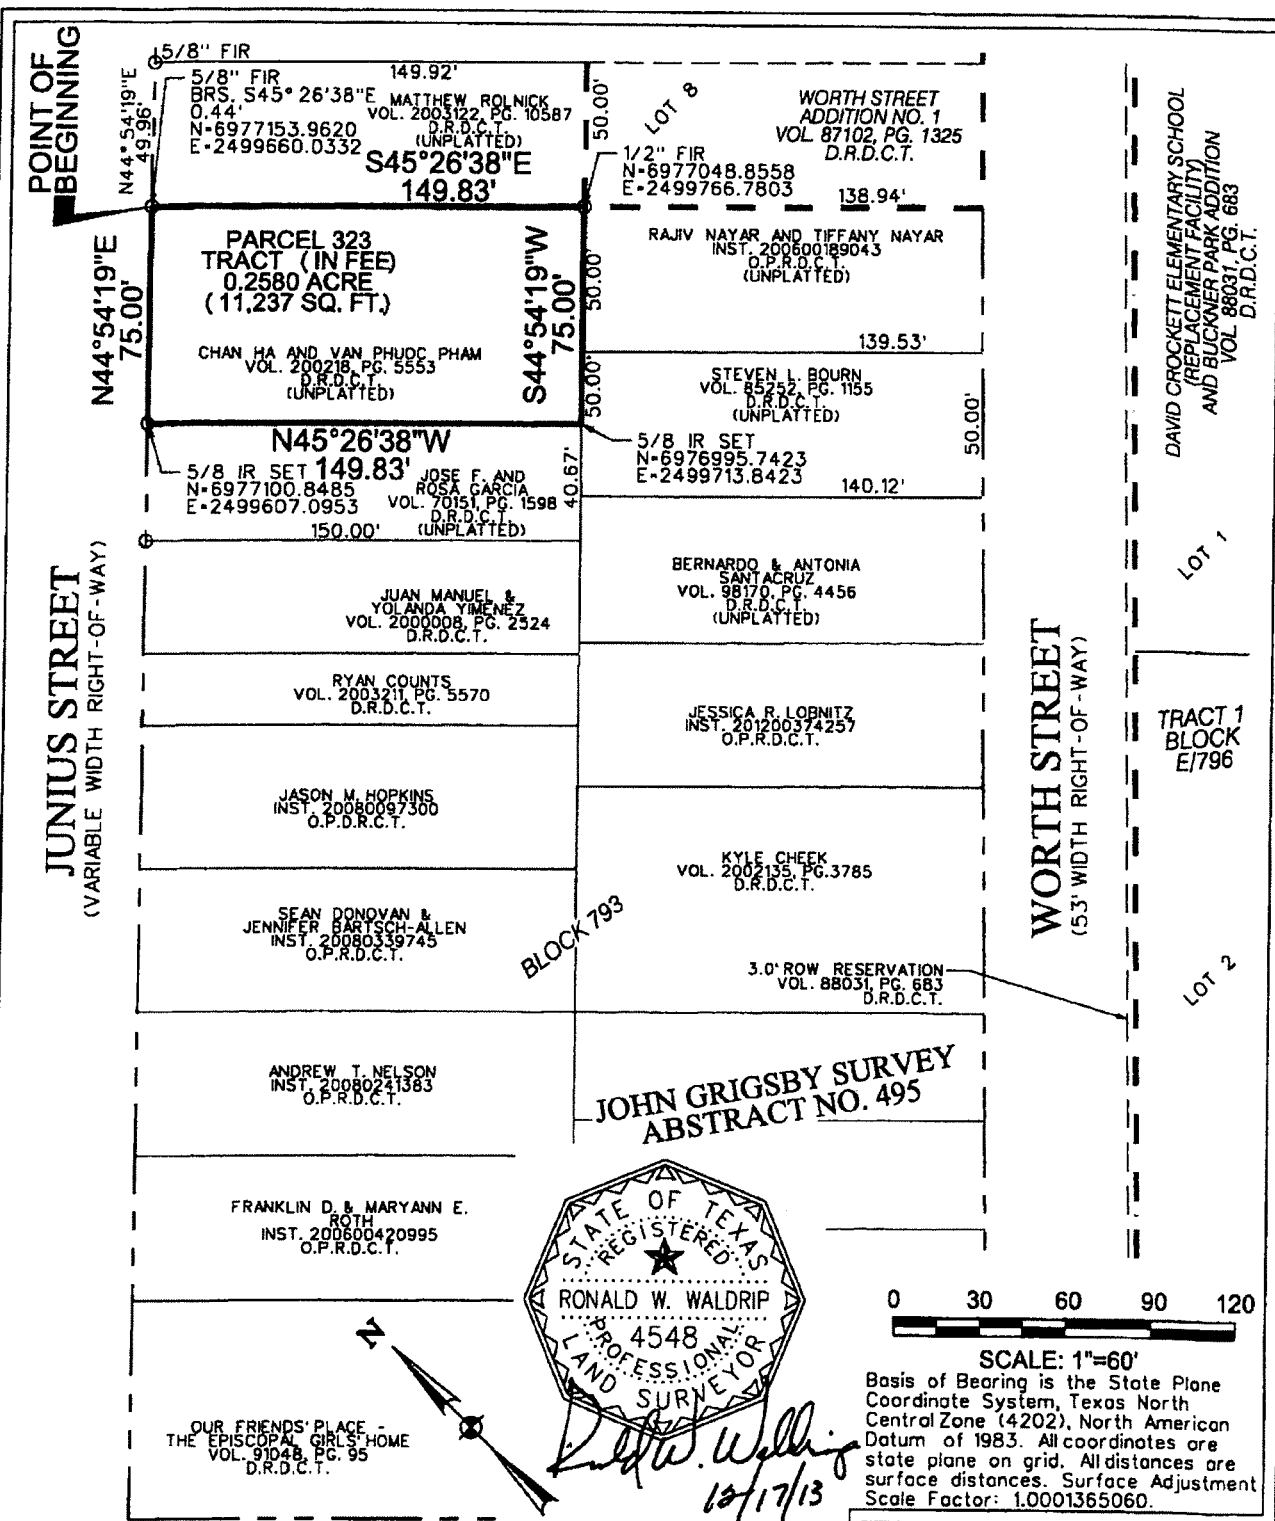 POINT OF
BEGINNING
5/8" FIR
N44°54'19"E
49.96'
149.92'
5/8" FIR
BRS. S45°26'38"E
0.44'
N=6977153.9620
E=2499660.0332
MATTHEW ROLNICK
VOL. 2003122, PG. 10587
D.R.D.C.T.
(UNPLATTED)
S45°26'38"E
149.83'
50.00'
LOT 8
WORTH STREET
ADDITION NO. 1
VOL 87102, PG. 1325
D.R.D.C.T.
1/2" FIR
N=6977048.8558
E=2499766.7803
138.94'
DAVID CROCKETT ELEMENTARY SCHOOL
(REPLACEMENT FACILITY)
AND BUCKNER PARK ADDITION
VOL 88031, PG. 683
D.R.D.C.T.
N44°54'19"E
75.00'
PARCEL 323
TRACT (IN FEE)
0.2580 ACRE
(11,237 SQ. FT.)
CHAN HA AND VAN PHUOC PHAM
VOL. 200218, PG. 5553
D.R.D.C.T.
(UNPLATTED)
S44°54'19"W
75.00'
50.00'
RAJIV NAYAR AND TIFFANY NAYAR
INST. 200600189043
O.P.R.D.C.T.
(UNPLATTED)
139.53'
50.00'
STEVEN L. BOURN
VOL. 85252, PG. 1155
D.R.D.C.T.
(UNPLATTED)
50.00'
N45°26'38"W
149.83'
5/8 IR SET
N=6977100.8485
E=2499607.0953
JOSE F. AND
ROSA GARCIA
VOL. 70151, PG. 1598
D.R.D.C.T.
(UNPLATTED)
150.00'
40.67'
5/8 IR SET
N=6976995.7423
E=2499713.8423
140.12'
LOT 1
JUNIUS STREET
(VARIABLE WIDTH RIGHT-OF-WAY)
JUAN MANUEL &
YOLANDA YIMENEZ
VOL. 2000008, PG. 2524
D.R.D.C.T.
BERNARDO & ANTONIA
SANTACRUZ
VOL. 98170, PG. 4456
D.R.D.C.T.
(UNPLATTED)
RYAN COUNTS
VOL. 2003211, PG. 5570
D.R.D.C.T.
JESSICA R. LOBNITZ
INST. 201200374257
O.P.R.D.C.T.
WORTH STREET
(53' WIDTH RIGHT-OF-WAY)
TRACT 1
BLOCK
E/796
JASON M. HOPKINS
INST. 20080097300
O.P.D.R.C.T.
KYLE CHEEK
VOL. 2002135, PG.3785
D.R.D.C.T.
SEAN DONOVAN &
JENNIFER BARTSCH-ALLEN
INST. 20080339745
O.P.R.D.C.T.
BLOCK 793
3.0' ROW RESERVATION
VOL. 88031, PG. 683
D.R.D.C.T.
LOT 2
ANDREW T. NELSON
INST. 20080241383
O.P.R.D.C.T.
JOHN GRIGSBY SURVEY
ABSTRACT NO. 495
FRANKLIN D. & MARYANN E.
ROTH
INST. 200600420995
O.P.R.D.C.T.
STATE OF TEXAS
REGISTERED
RONALD W. WALDRIP
4548
PROFESSIONAL
LAND SURVEYOR
N
0 30 60 90 120
SCALE: 1"=60'
Basis of Bearing is the State Plane
Coordinate System, Texas North
Central Zone (4202), North American
Datum of 1983. All coordinates are
state plane on grid. All distances are
surface distances. Surface Adjustment
Scale Factor: 1.0001365060.
OUR FRIENDS' PLACE -
THE EPISCOPAL GIRLS' HOME
VOL. 91048, PG. 95
D.R.D.C.T.
Ronald W. Waldrip
12/17/13